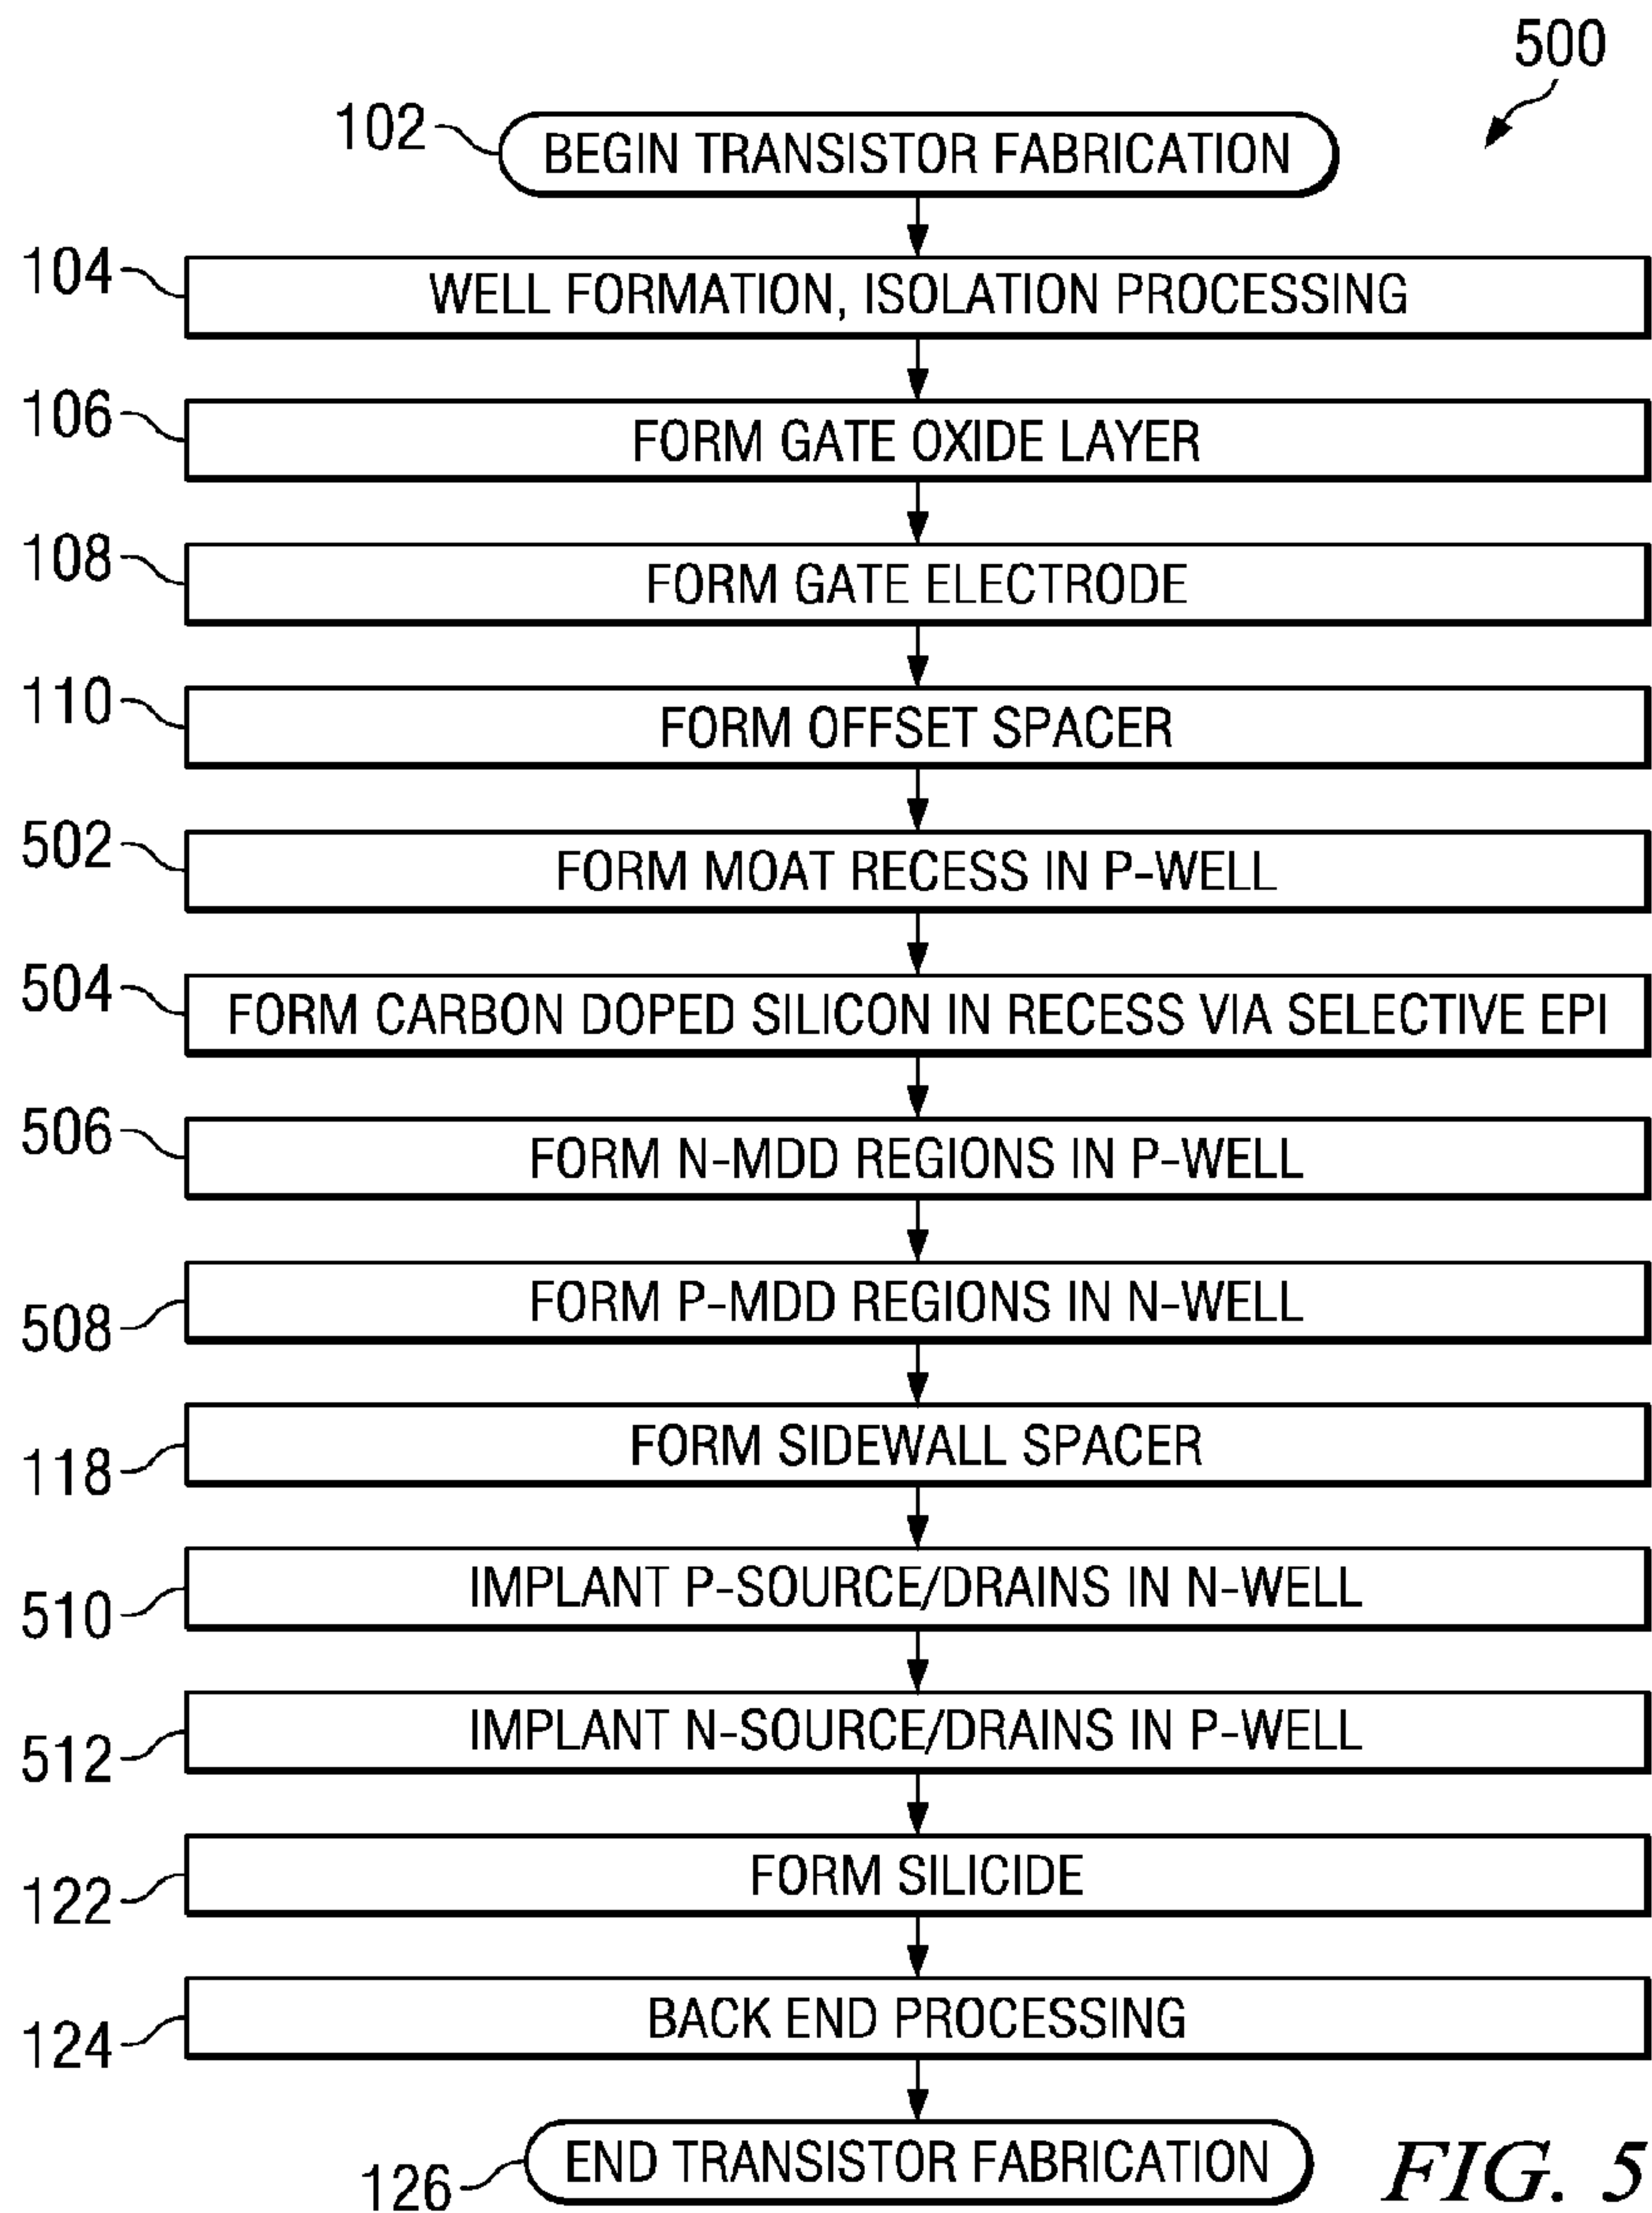 500
102 BEGIN TRANSISTOR FABRICATION
104 WELL FORMATION, ISOLATION PROCESSING
106 FORM GATE OXIDE LAYER
108 FORM GATE ELECTRODE
110 FORM OFFSET SPACER
502 FORM MOAT RECESS IN P-WELL
504 FORM CARBON DOPED SILICON IN RECESS VIA SELECTIVE EPI
506 FORM N-MDD REGIONS IN P-WELL
508 FORM P-MDD REGIONS IN N-WELL
118 FORM SIDEWALL SPACER
510 IMPLANT P-SOURCE/DRAINS IN N-WELL
512 IMPLANT N-SOURCE/DRAINS IN P-WELL
122 FORM SILICIDE
124 BACK END PROCESSING
126 END TRANSISTOR FABRICATION
FIG. 5